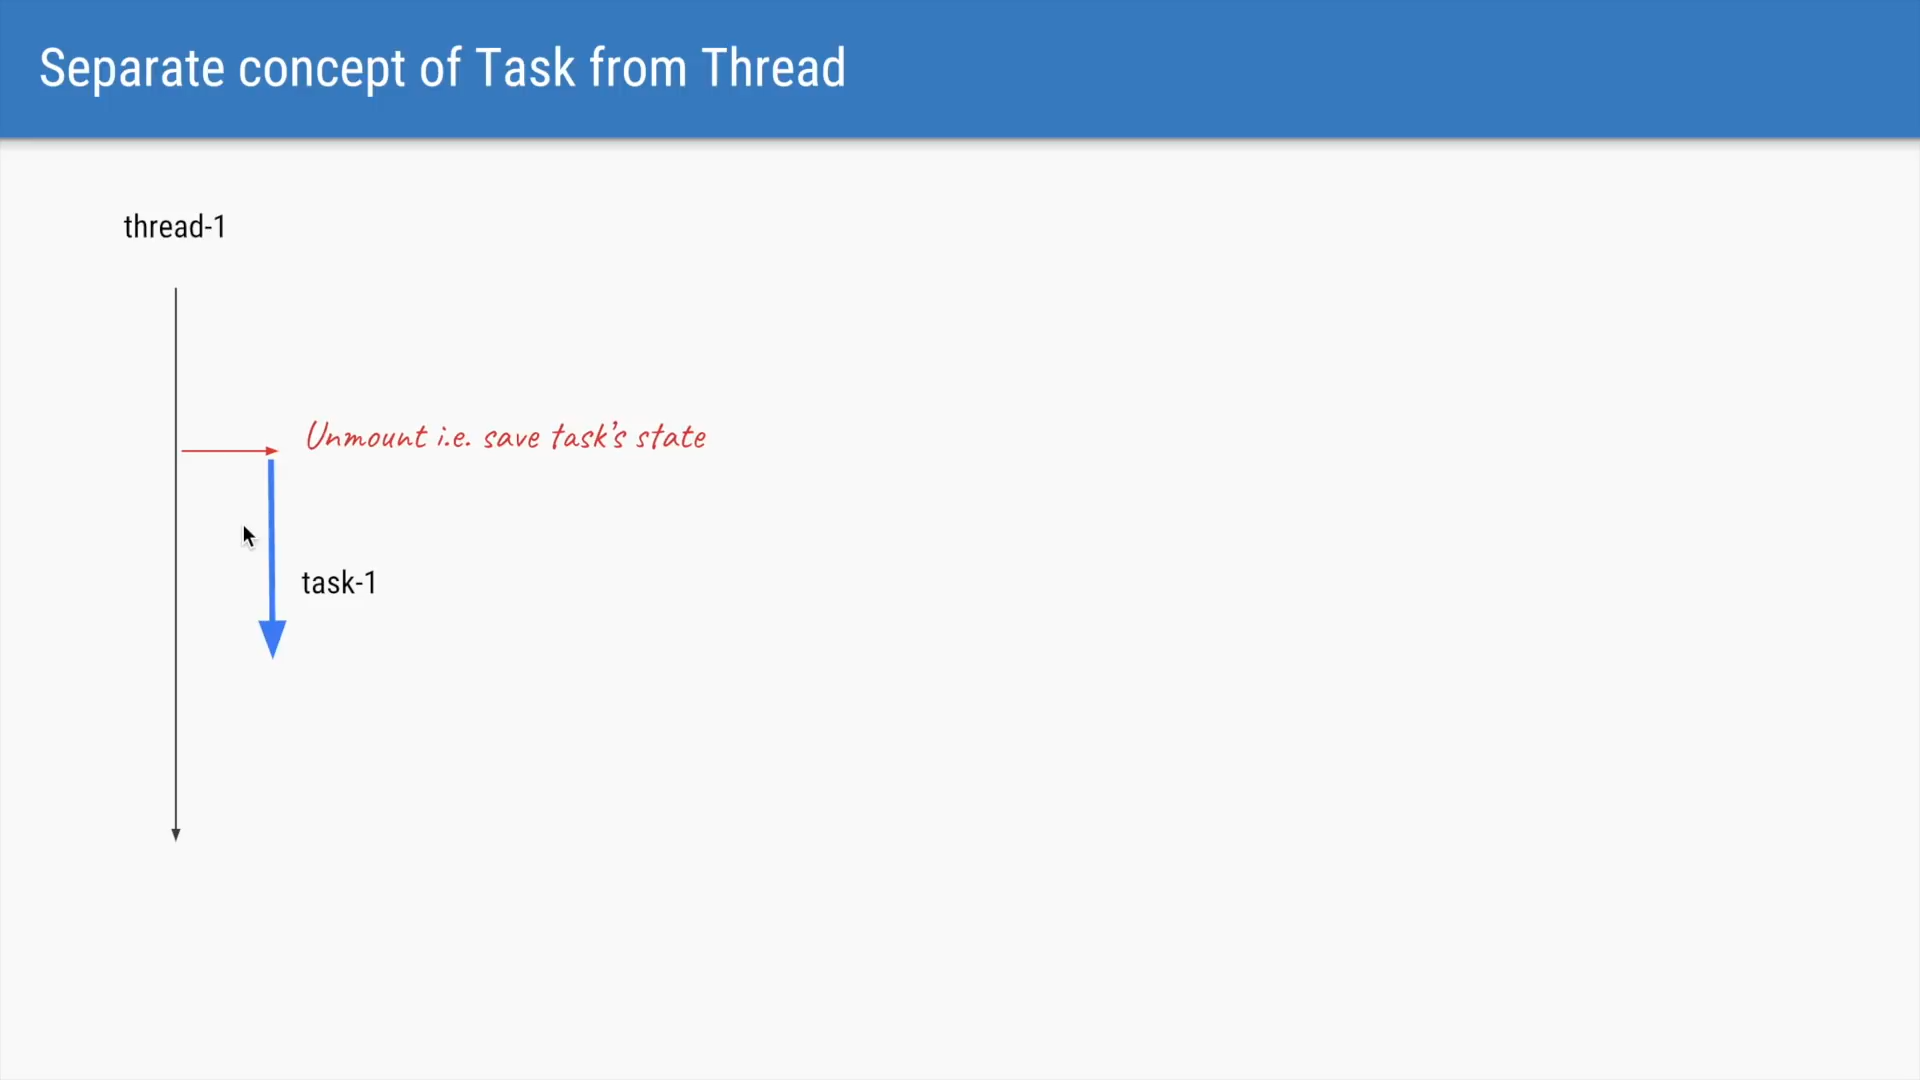 Separate concept of Task from Thread
thread-1
Unmount i.e. save task's state
task-1